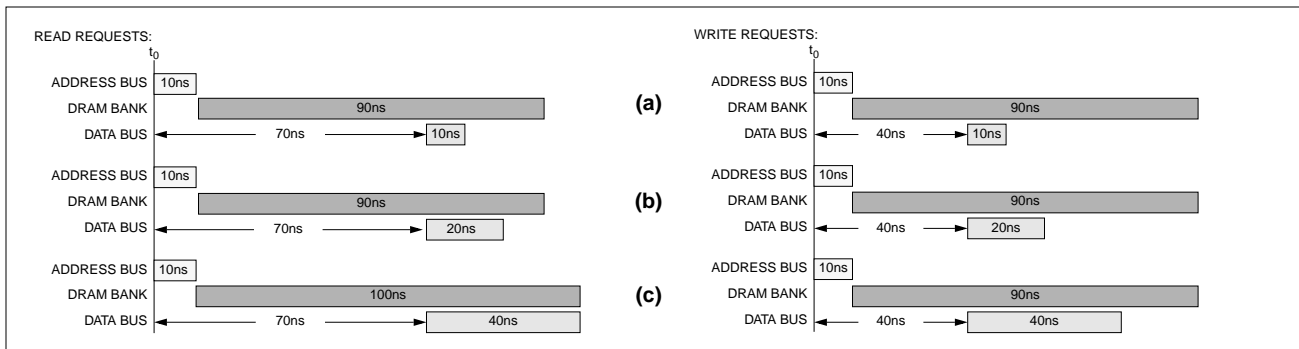 READ REQUESTS:
t0
ADDRESS BUS 10ns
DRAM BANK 90ns
DATA BUS 70ns 10ns
ADDRESS BUS 10ns
DRAM BANK 90ns
DATA BUS 70ns 20ns
ADDRESS BUS 10ns
DRAM BANK 100ns
DATA BUS 70ns 40ns
(a)
(b)
(c)
WRITE REQUESTS:
t0
ADDRESS BUS 10ns
DRAM BANK 90ns
DATA BUS 40ns 10ns
ADDRESS BUS 10ns
DRAM BANK 90ns
DATA BUS 40ns 20ns
ADDRESS BUS 10ns
DRAM BANK 90ns
DATA BUS 40ns 40ns